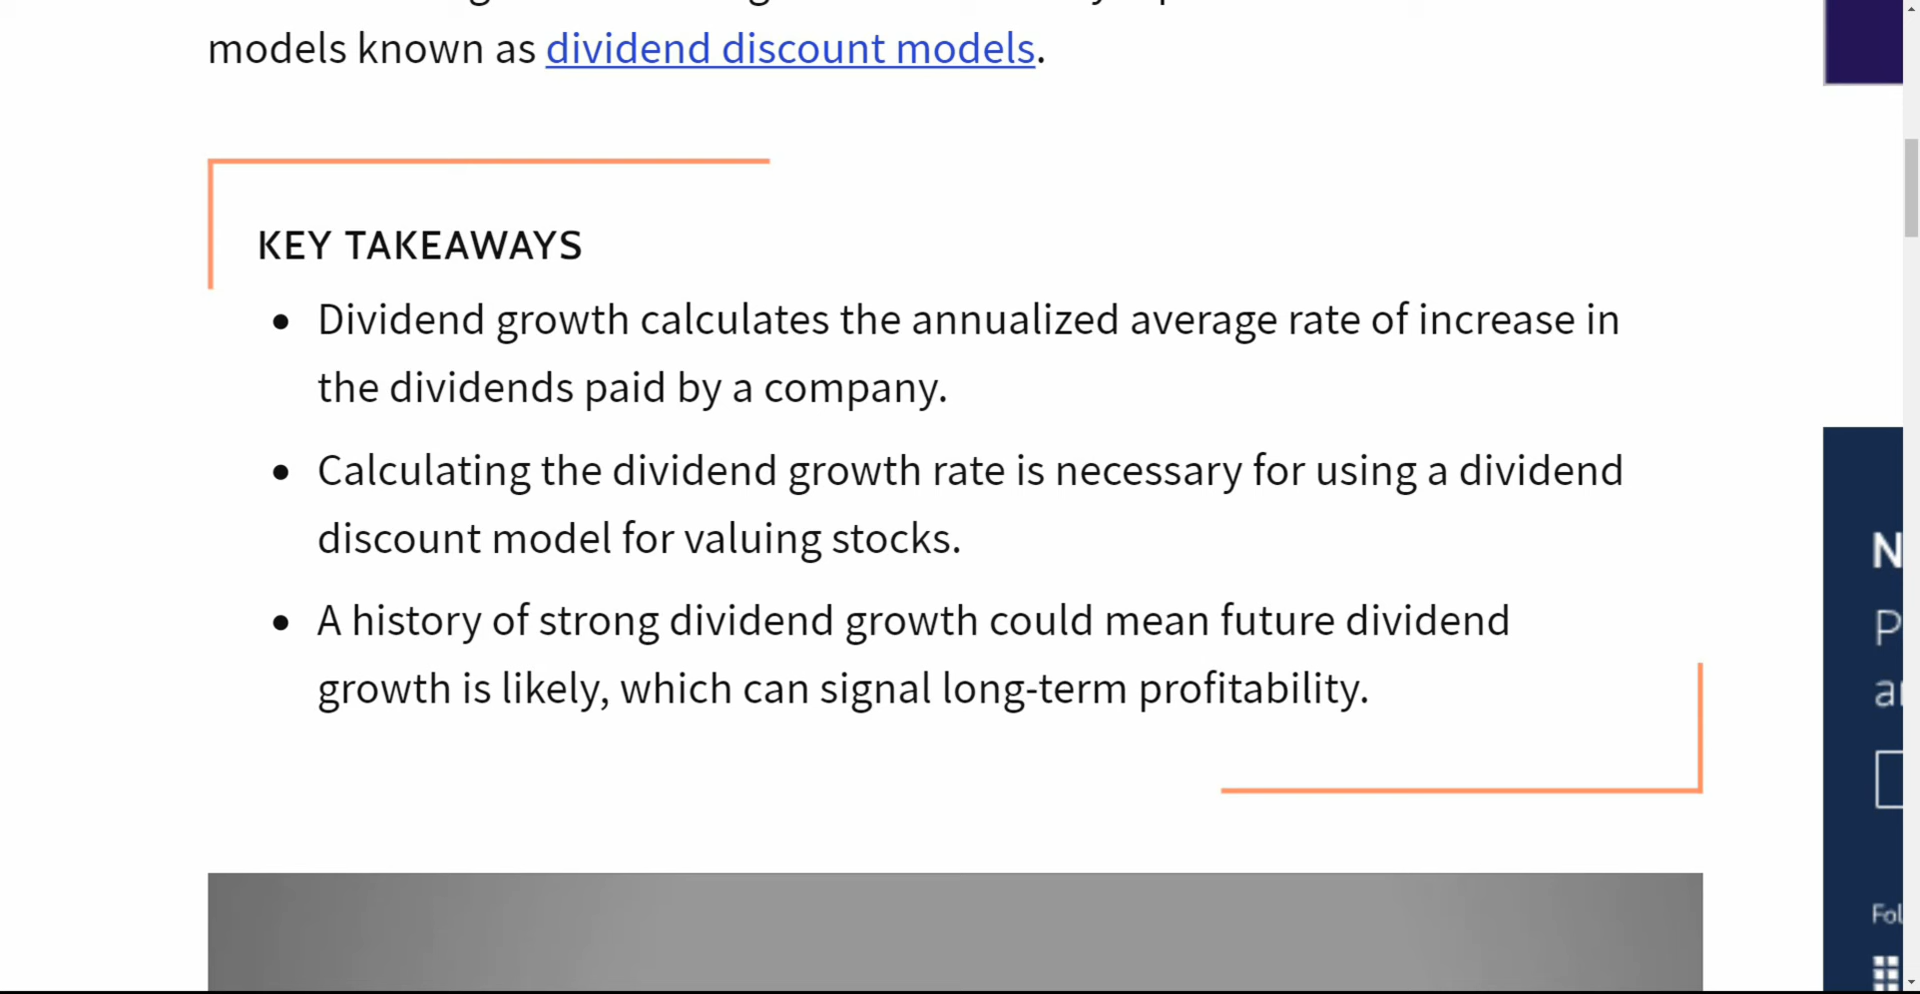 models known as dividend discount models.
KEY TAKEAWAYS
• Dividend growth calculates the annualized average rate of increase in
the dividends paid by a company.
• Calculating the dividend growth rate is necessary for using a dividend
discount model for valuing stocks.
• A history of strong dividend growth could mean future dividend
growth is likely, which can signal long-term profitability.